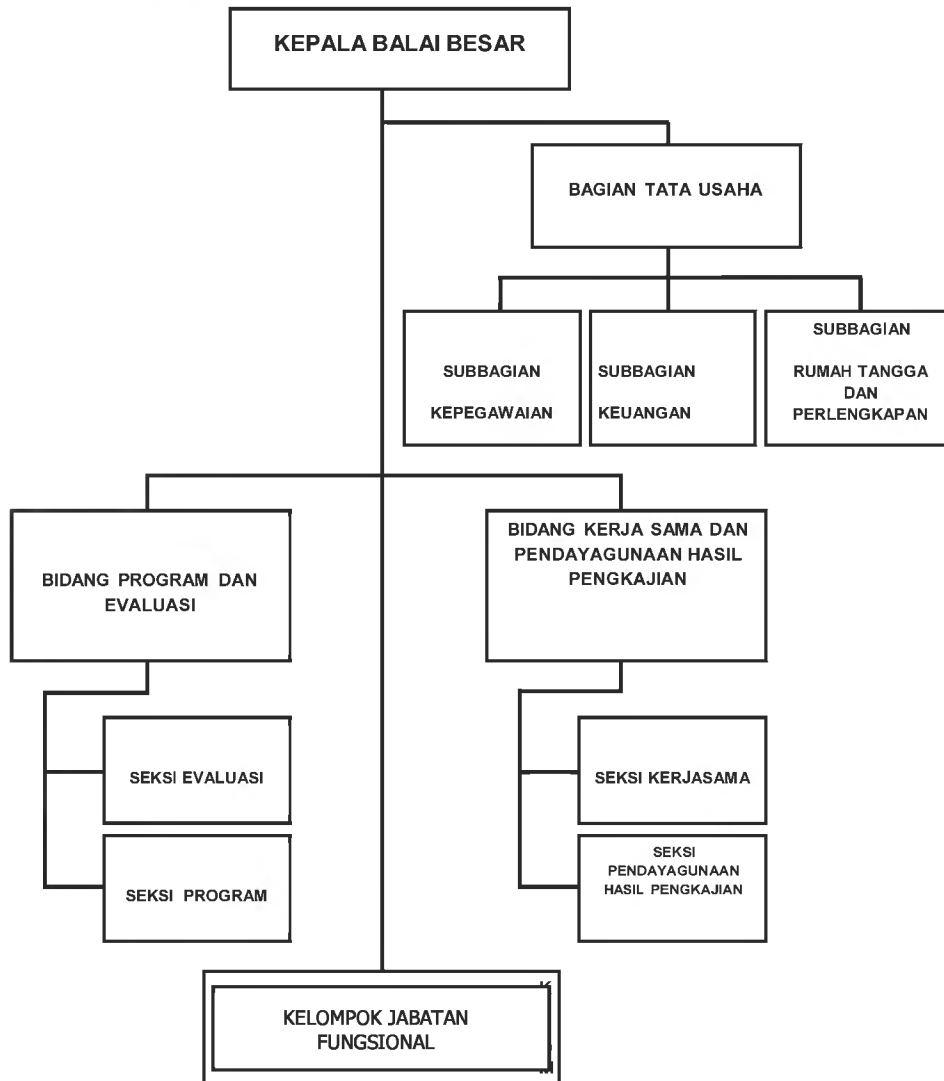 KEPALA BALAI BESAR
BAGIAN TATA USAHA
SUBBAGIAN
KEPEGAWAIAN
SUBBAGIAN
KEUANGAN
SUBBAGIAN
RUMAH TANGGA
DAN
PERLENGKAPAN
BIDANG PROGRAM DAN
EVALUASI
BIDANG KERJA SAMA DAN
PENDAYAGUNAAN HASIL
PENGKAJIAN
SEKSI EVALUASI
SEKSI PROGRAM
SEKSI KERJASAMA
SEKSI
PENDAYAGUNAAN
HASIL PENGKAJIAN
KELOMPOK JABATAN
FUNGSIONAL